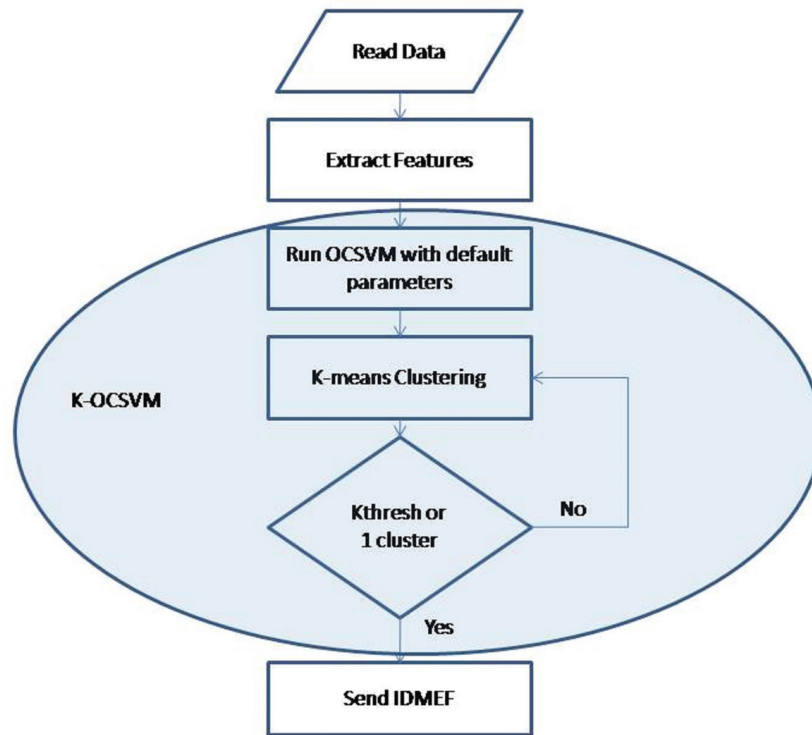 Read Data
Extract Features
Run OCSVM with default
parameters
K-means Clustering
K-OCSVM
Kthresh or
1 cluster
No
Yes
Send IDMEF